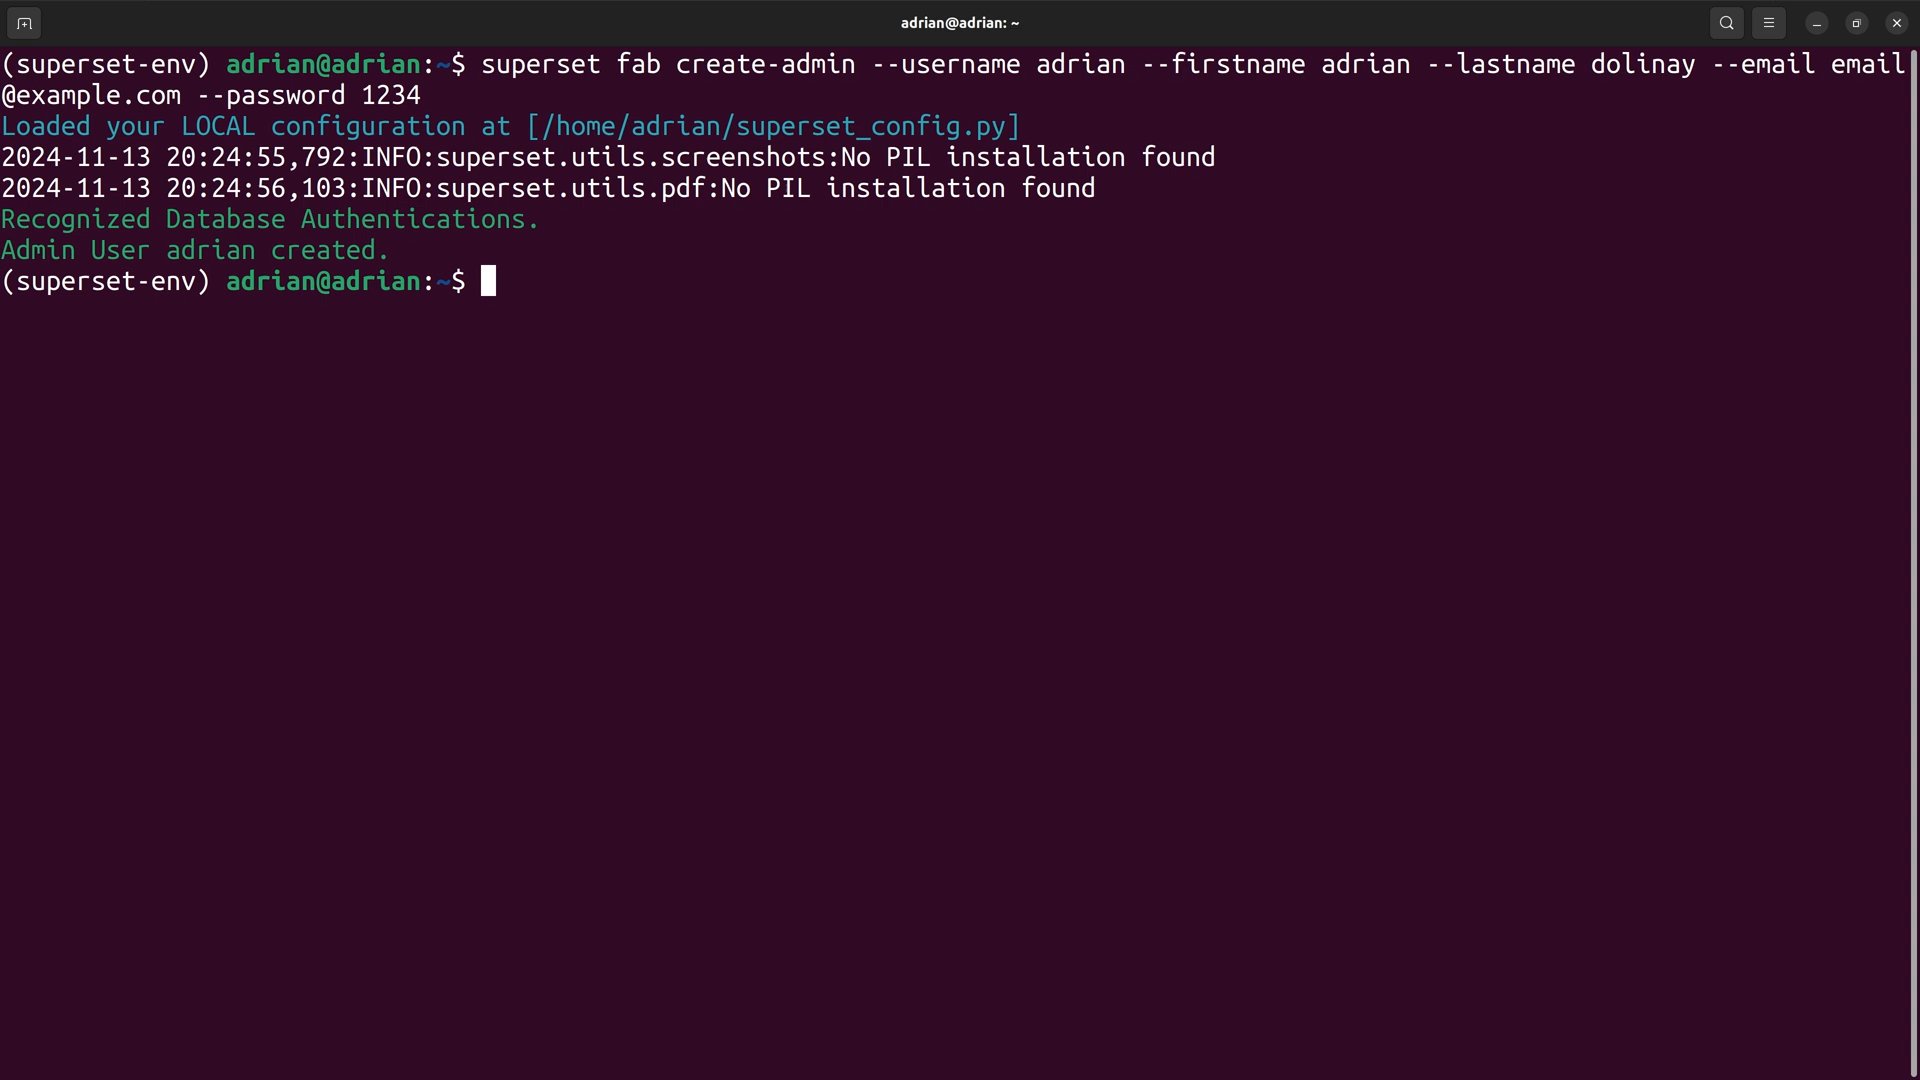 adrian@adrian: ~
(superset-env) adrian@adrian:~$ superset fab create-admin --username adrian --firstname adrian --lastname dolinay --email email
@example.com --password 1234
Loaded your LOCAL configuration at [/home/adrian/superset_config.py]
2024-11-13 20:24:55,792:INFO:superset.utils.screenshots:No PIL installation found
2024-11-13 20:24:56,103:INFO:superset.utils.pdf:No PIL installation found
Recognized Database Authentications.
Admin User adrian created.
(superset-env) adrian@adrian:~$